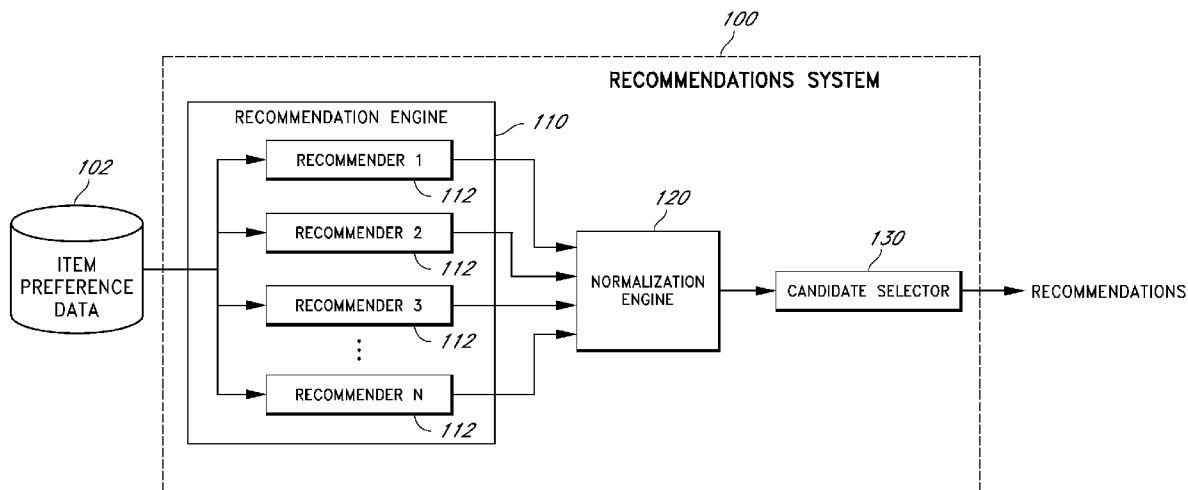 100
RECOMMENDATIONS SYSTEM
RECOMMENDATION ENGINE
110
RECOMMENDER 1
112
102
ITEM
PREFERENCE
DATA
RECOMMENDER 2
112
RECOMMENDER 3
112
RECOMMENDER N
112
120
NORMALIZATION
ENGINE
130
CANDIDATE SELECTOR
RECOMMENDATIONS